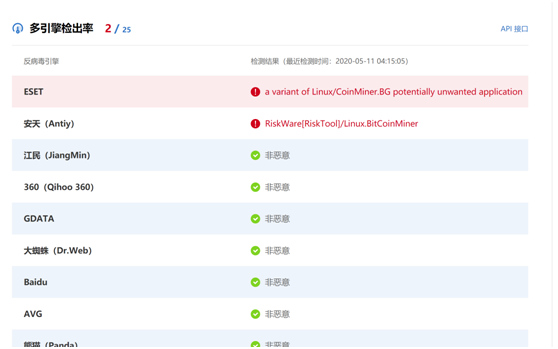 多引擎检出率 2 / 25 API 接口
反病毒引擎 检测结果（最近检测时间：2020-05-11 04:15:05）
ESET a variant of Linux/CoinMiner.BG potentially unwanted application
安天（Antiy） RiskWare[RiskTool]/Linux.BitCoinMiner
江民（JiangMin） 非恶意
360（Qihoo 360） 非恶意
GDATA 非恶意
大蜘蛛（Dr.Web） 非恶意
Baidu 非恶意
AVG 非恶意
熊猫（Panda） 非恶意